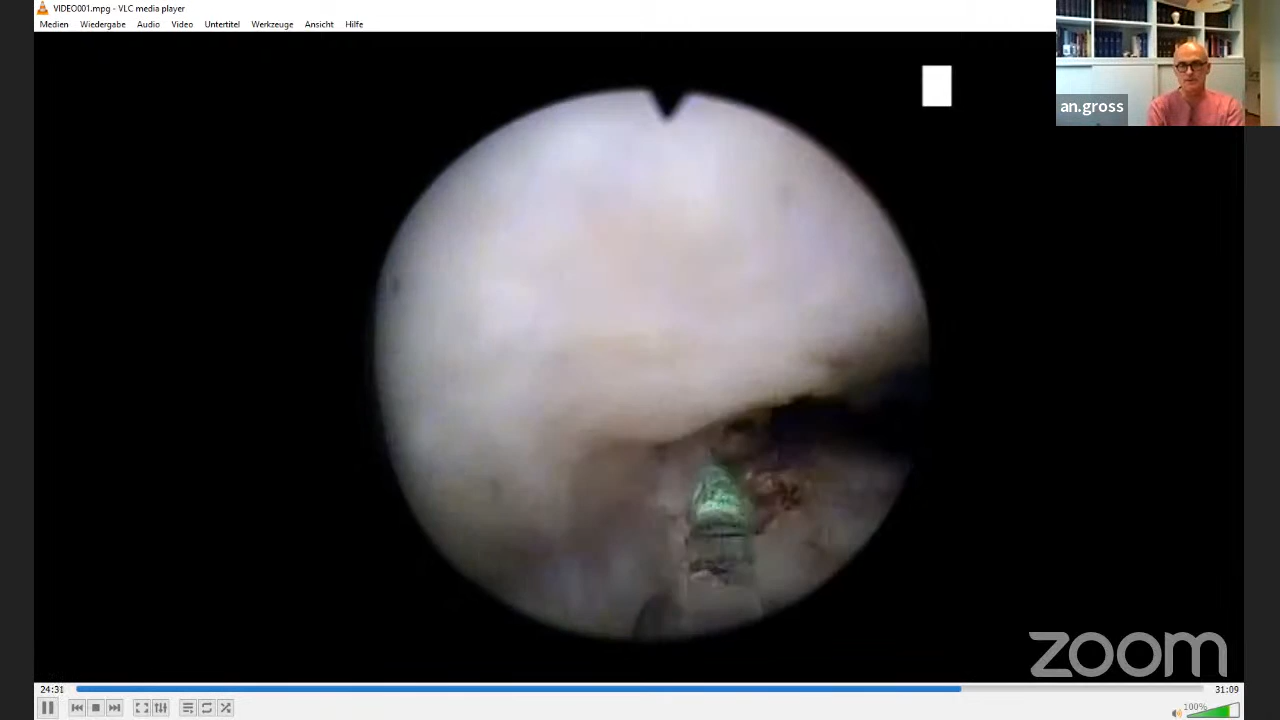 VIDEO001.mpg - VLC media player
Medien Wiedergabe Audio Video Untertitel Werkzeuge Ansicht Hilfe
an.gross
zoom
24:31 31:09
100%